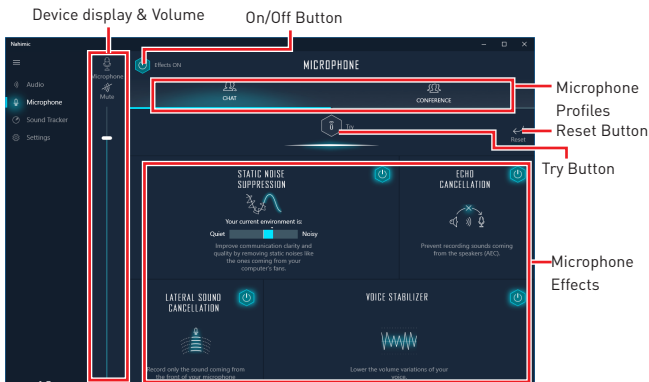 Device display & Volume
On/Off Button
Nahimic
Effects ON
MICROPHONE
Microphone
Mute
Audio
Microphone
Sound Tracker
Settings
CHAT
CONFERENCE
Microphone
Profiles
Try
Reset
Reset Button
Try Button
STATIC NOISE
SUPPRESSION
Your current environment is:
Quiet
Noisy
Improve communication clarity and
quality by removing static noises like
the ones coming from your
computer's fans.
ECHO
CANCELLATION
Prevent recording sounds coming
from the speakers (AEC).
Microphone
Effects
LATERAL SOUND
CANCELLATION
Record only the sound coming from
the front of your microphone
VOICE STABILIZER
Lower the volume variations of your
voice.